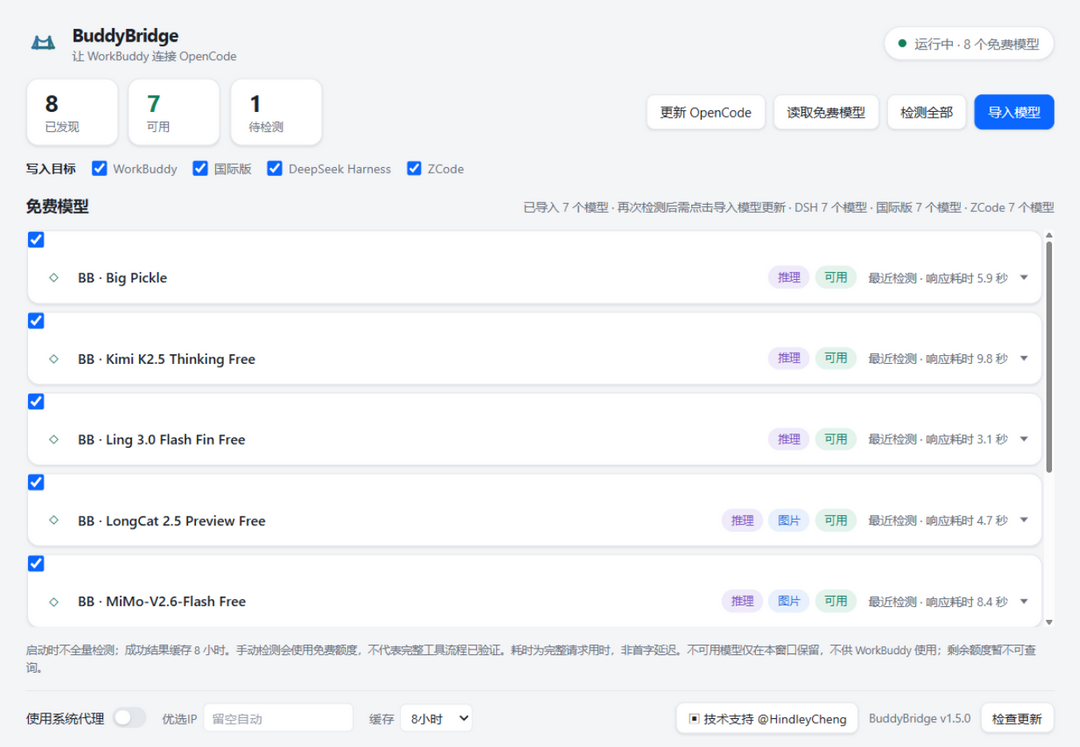 BuddyBridge
让 WorkBuddy 连接 OpenCode
运行中 · 8 个免费模型
8
已发现
7
可用
1
待检测
更新 OpenCode
读取免费模型
检测全部
导入模型
写入目标 WorkBuddy 国际版 DeepSeek Harness ZCode
免费模型
已导入 7 个模型 · 再次检测后需点击导入模型更新 · DSH 7 个模型 · 国际版 7 个模型 · ZCode 7 个模型
BB · Big Pickle 推理 可用 最近检测 · 响应耗时 5.9 秒
BB · Kimi K2.5 Thinking Free 推理 可用 最近检测 · 响应耗时 9.8 秒
BB · Ling 3.0 Flash Fin Free 推理 可用 最近检测 · 响应耗时 3.1 秒
BB · LongCat 2.5 Preview Free 推理 图片 可用 最近检测 · 响应耗时 4.7 秒
BB · MiMo-V2.6-Flash Free 推理 图片 可用 最近检测 · 响应耗时 8.4 秒
启动时不全量检测；成功结果缓存 8 小时。手动检测会使用免费额度，不代表完整工具流程已验证。耗时为完整请求用时，非首字延迟。不可用模型仅在本窗口保留，不供 WorkBuddy 使用；剩余额度暂不可查
询。
使用系统代理 优选IP 留空自动 缓存 8小时 技术支持 @HindleyCheng BuddyBridge v1.5.0 检查更新